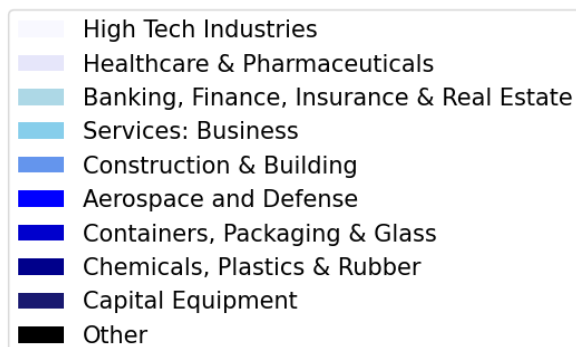 High Tech Industries
Healthcare & Pharmaceuticals
Banking, Finance, Insurance & Real Estate
Services: Business
Construction & Building
Aerospace and Defense
Containers, Packaging & Glass
Chemicals, Plastics & Rubber
Capital Equipment
Other